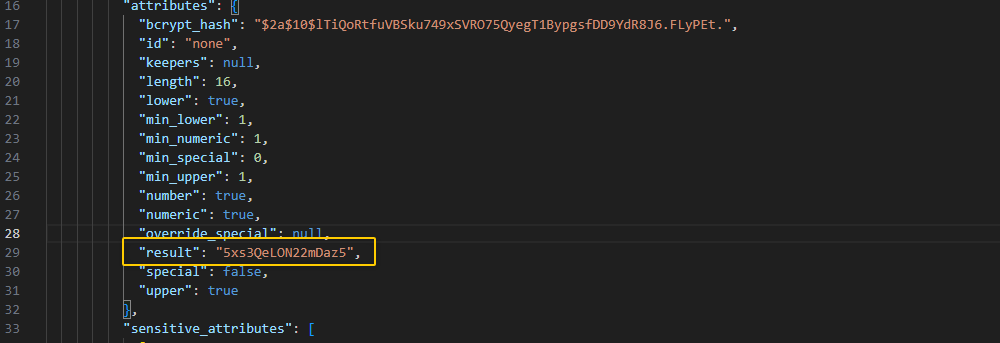 16 "attributes": {
17 "bcrypt_hash": "$2a$10$lTiQoRtfuVBSku749xSVRO75QyegT1BypgsfDD9YdR8J6.FLyPEt.",
18 "id": "none",
19 "keepers": null,
20 "length": 16,
21 "lower": true,
22 "min_lower": 1,
23 "min_numeric": 1,
24 "min_special": 0,
25 "min_upper": 1,
26 "number": true,
27 "numeric": true,
28 "override_special": null,
29 "result": "5xs3QeLON22mDaz5",
30 "special": false,
31 "upper": true
32 },
33 "sensitive_attributes": [